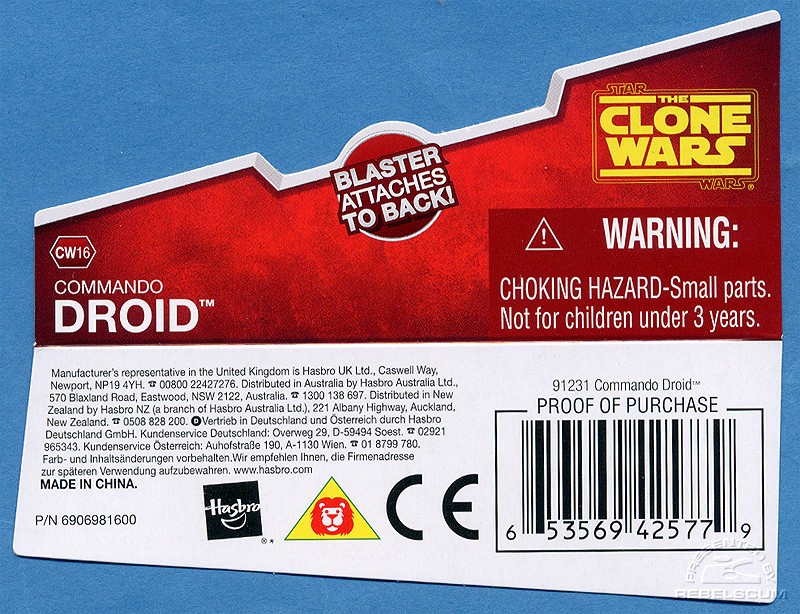 STAR
THE
CLONE
WARS
WARS®
BLASTER
ATTACHES
TO BACK!
CW16
COMMANDO
DROID™
WARNING:
CHOKING HAZARD-Small parts.
Not for children under 3 years.
Manufacturer's representative in the United Kingdom is Hasbro UK Ltd., Caswell Way,
Newport, NP19 4YH. ☎ 00800 22427276. Distributed in Australia by Hasbro Australia Ltd.,
570 Blaxland Road, Eastwood, NSW 2122, Australia. ☎ 1300 138 697. Distributed in New
Zealand by Hasbro NZ (a branch of Hasbro Australia Ltd.), 221 Albany Highway, Auckland,
New Zealand. ☎ 0508 828 200. D Vertrieb in Deutschland und Österreich durch Hasbro
Deutschland GmbH. Kundenservice Deutschland: Overweg 29, D-59494 Soest. ☎ 02921
965343. Kundenservice Österreich: Auhofstraße 190, A-1130 Wien. ☎ 01 8799 780.
Farb- und Inhaltsänderungen vorbehalten.Wir empfehlen Ihnen, die Firmenadresse
zur späteren Verwendung aufzubewahren. www.hasbro.com
MADE IN CHINA.
P/N 6906981600
Hasbro
®*
CE
91231 Commando Droid™
PROOF OF PURCHASE
6 53569 42577 9
PRESENTED BY
REBELSCUM